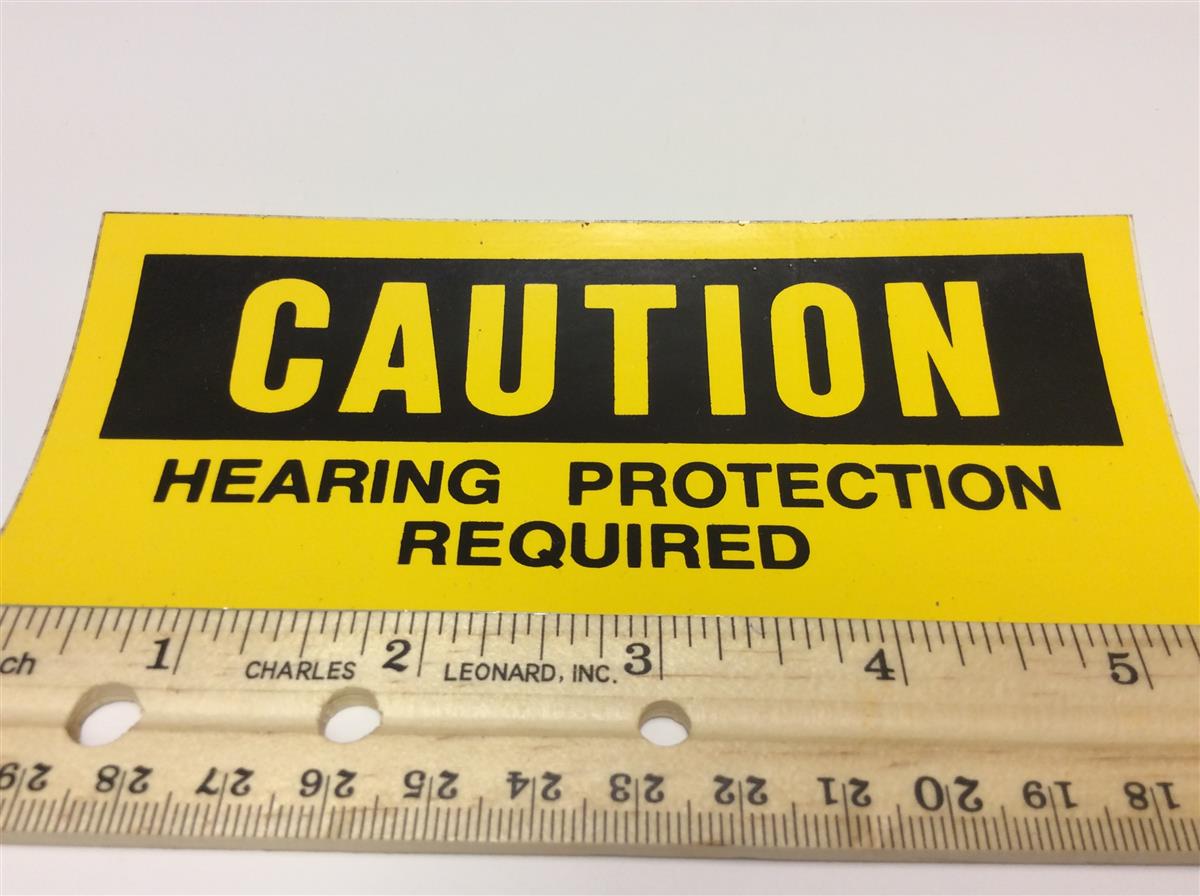 CAUTION
HEARING PROTECTION
REQUIRED
1 2 3 4 5
ch CHARLES LEONARD, INC.
29 28 27 26 25 24 23 22 21 20 19 18